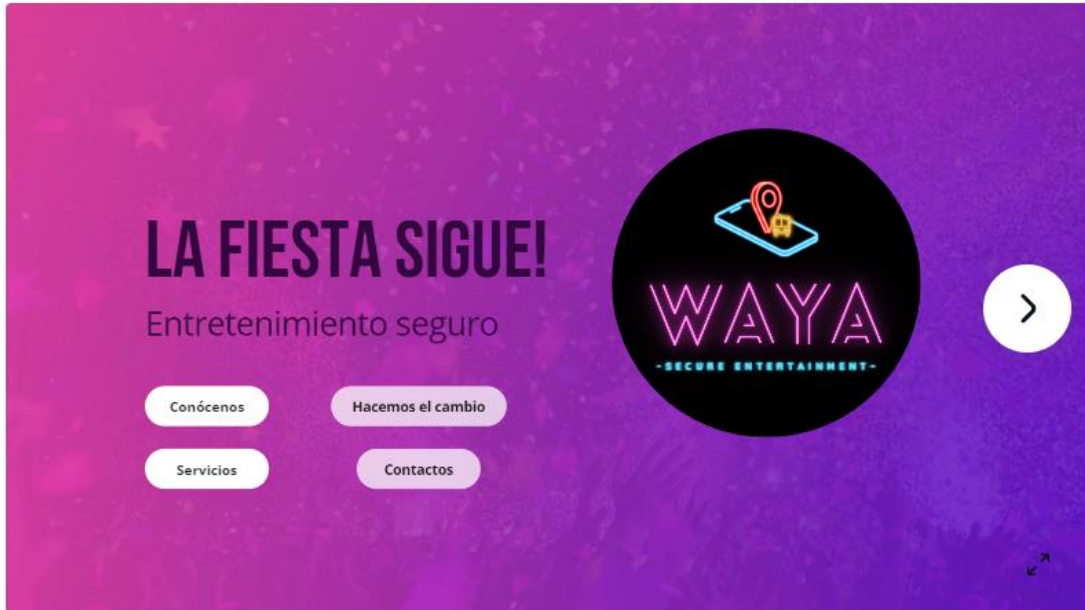 LA FIESTA SIGUE!
Entretenimiento seguro
Conócenos
Hacemos el cambio
Servicios
Contactos
WAYA
-SECURE ENTERTAINMENT-